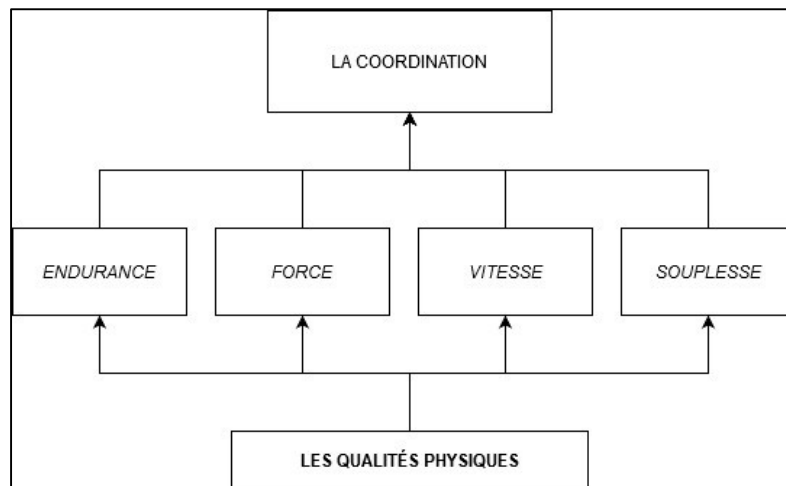 LA COORDINATION
ENDURANCE
FORCE
VITESSE
SOUPLESSE
LES QUALITÉS PHYSIQUES